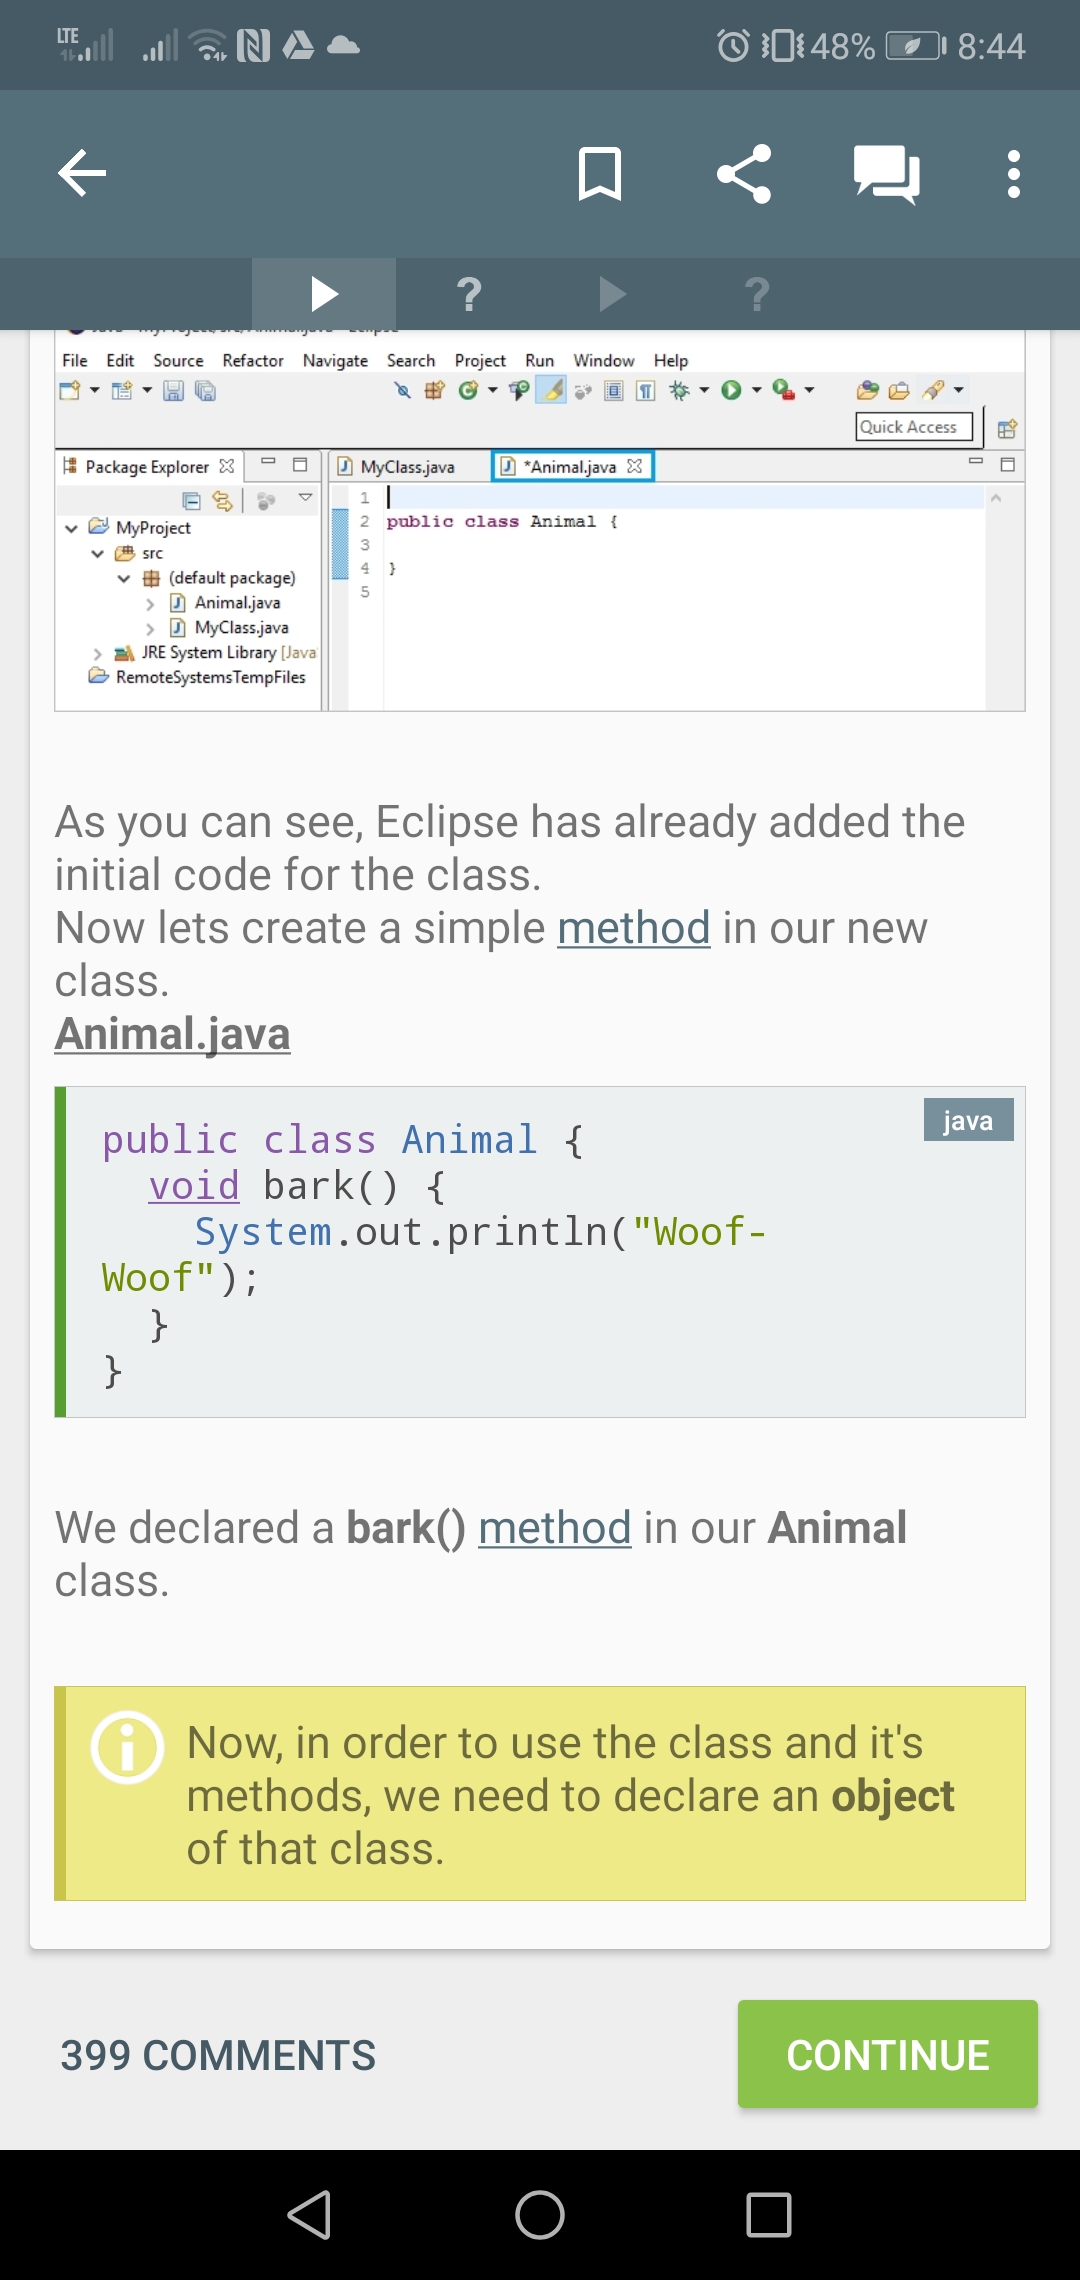 LTE 48% 8:44
? ?
File Edit Source Refactor Navigate Search Project Run Window Help
Quick Access
Package Explorer MyClass.java *Animal.java
1
2 public class Animal {
3
4 }
5
MyProject
src
(default package)
Animal.java
MyClass.java
JRE System Library [Java
RemoteSystemsTempFiles
As you can see, Eclipse has already added the
initial code for the class.
Now lets create a simple method in our new
class.
Animal.java
java
public class Animal {
void bark() {
System.out.println("Woof-
Woof");
}
}
We declared a bark() method in our Animal
class.
Now, in order to use the class and it's
methods, we need to declare an object
of that class.
399 COMMENTS
CONTINUE